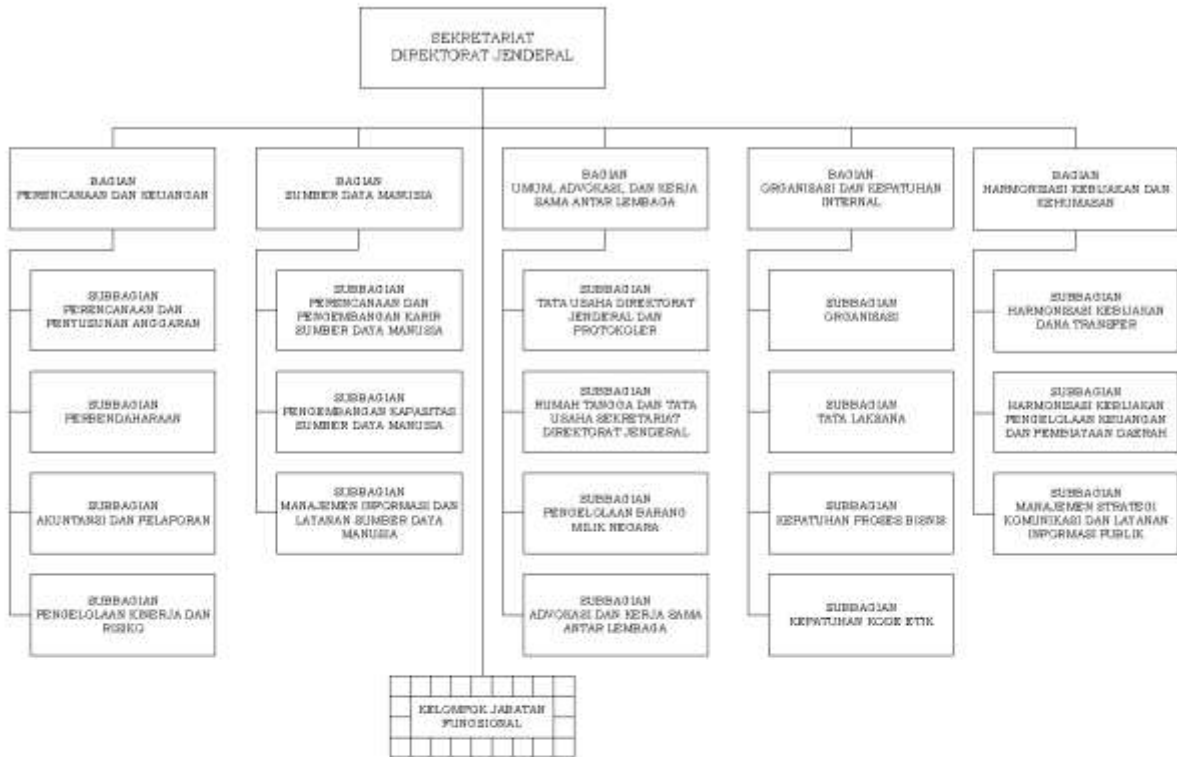 SEKRETARIAT
DIREKTORAT JENDERAL
BAGIAN
PERENCANAAN DAN KEUANGAN
BAGIAN
SUMBER DAYA MANUSIA
BAGIAN
UMUM, ADVOKASI, DAN KERJA
SAMA ANTAR LEMBAGA
BAGIAN
ORGANISASI DAN KEPATUHAN
INTERNAL
BAGIAN
HARMONISASI KEBIJAKAN DAN
KEHUMASAN
SUBBAGIAN
PERENCANAAN DAN
PENYUSUNAN ANGGARAN
SUBBAGIAN
PERENCANAAN DAN
PENGEMBANGAN KARIR
SUMBER DAYA MANUSIA
SUBBAGIAN
TATA USAHA DIREKTORAT
JENDERAL DAN
PROTOKOLER
SUBBAGIAN
ORGANISASI
SUBBAGIAN
HARMONISASI KEBIJAKAN
DANA TRANSFER
SUBBAGIAN
PERBENDAHARAAN
SUBBAGIAN
PENGEMBANGAN KAPASITAS
SUMBER DAYA MANUSIA
SUBBAGIAN
RUMAH TANGGA DAN TATA
USAHA SEKRETARIAT
DIREKTORAT JENDERAL
SUBBAGIAN
TATA LAKSANA
SUBBAGIAN
HARMONISASI KEBIJAKAN
PENGELOLAAN KEUANGAN
DAN PEMBIAYAAN DAERAH
SUBBAGIAN
AKUNTANSI DAN PELAPORAN
SUBBAGIAN
MANAJEMEN INFORMASI DAN
LAYANAN SUMBER DAYA
MANUSIA
SUBBAGIAN
PENGELOLAAN BARANG
MILIK NEGARA
SUBBAGIAN
KEPATUHAN PROSES BISNIS
SUBBAGIAN
MANAJEMEN STRATEGI
KOMUNIKASI DAN LAYANAN
INFORMASI PUBLIK
SUBBAGIAN
PENGELOLAAN KINERJA DAN
RISIKO
SUBBAGIAN
ADVOKASI DAN KERJA SAMA
ANTAR LEMBAGA
SUBBAGIAN
KEPATUHAN KODE ETIK
KELOMPOK JABATAN
FUNGSIONAL